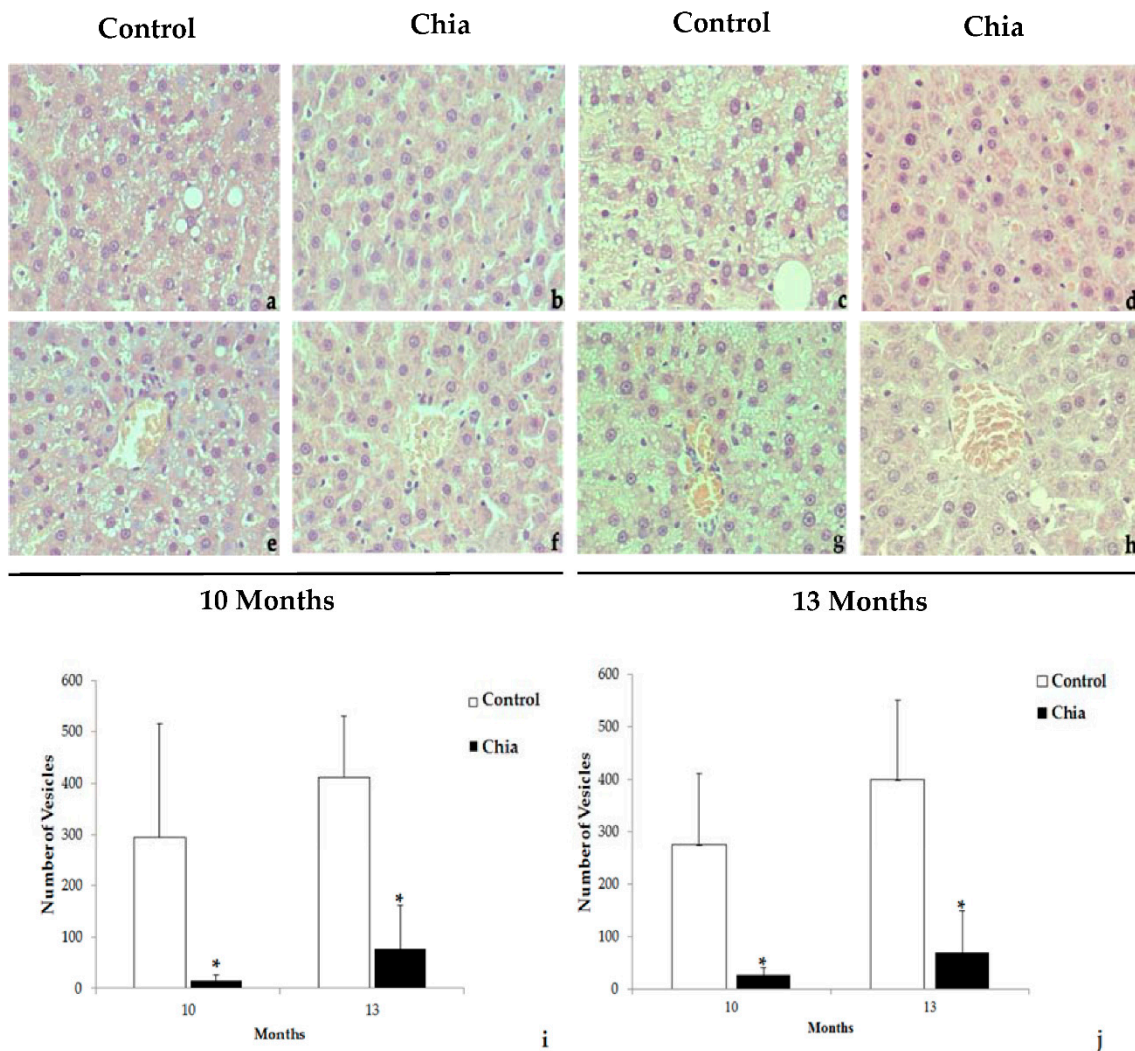 Control Chia Control Chia
a b c d
e f g h
10 Months 13 Months
600
500
400
300
200
100
0
Number of Vesicles
Control
Chia
*
*
10 13
Months
i
600
500
400
300
200
100
0
Number of Vesicles
Control
Chia
*
*
10 13
Months
j